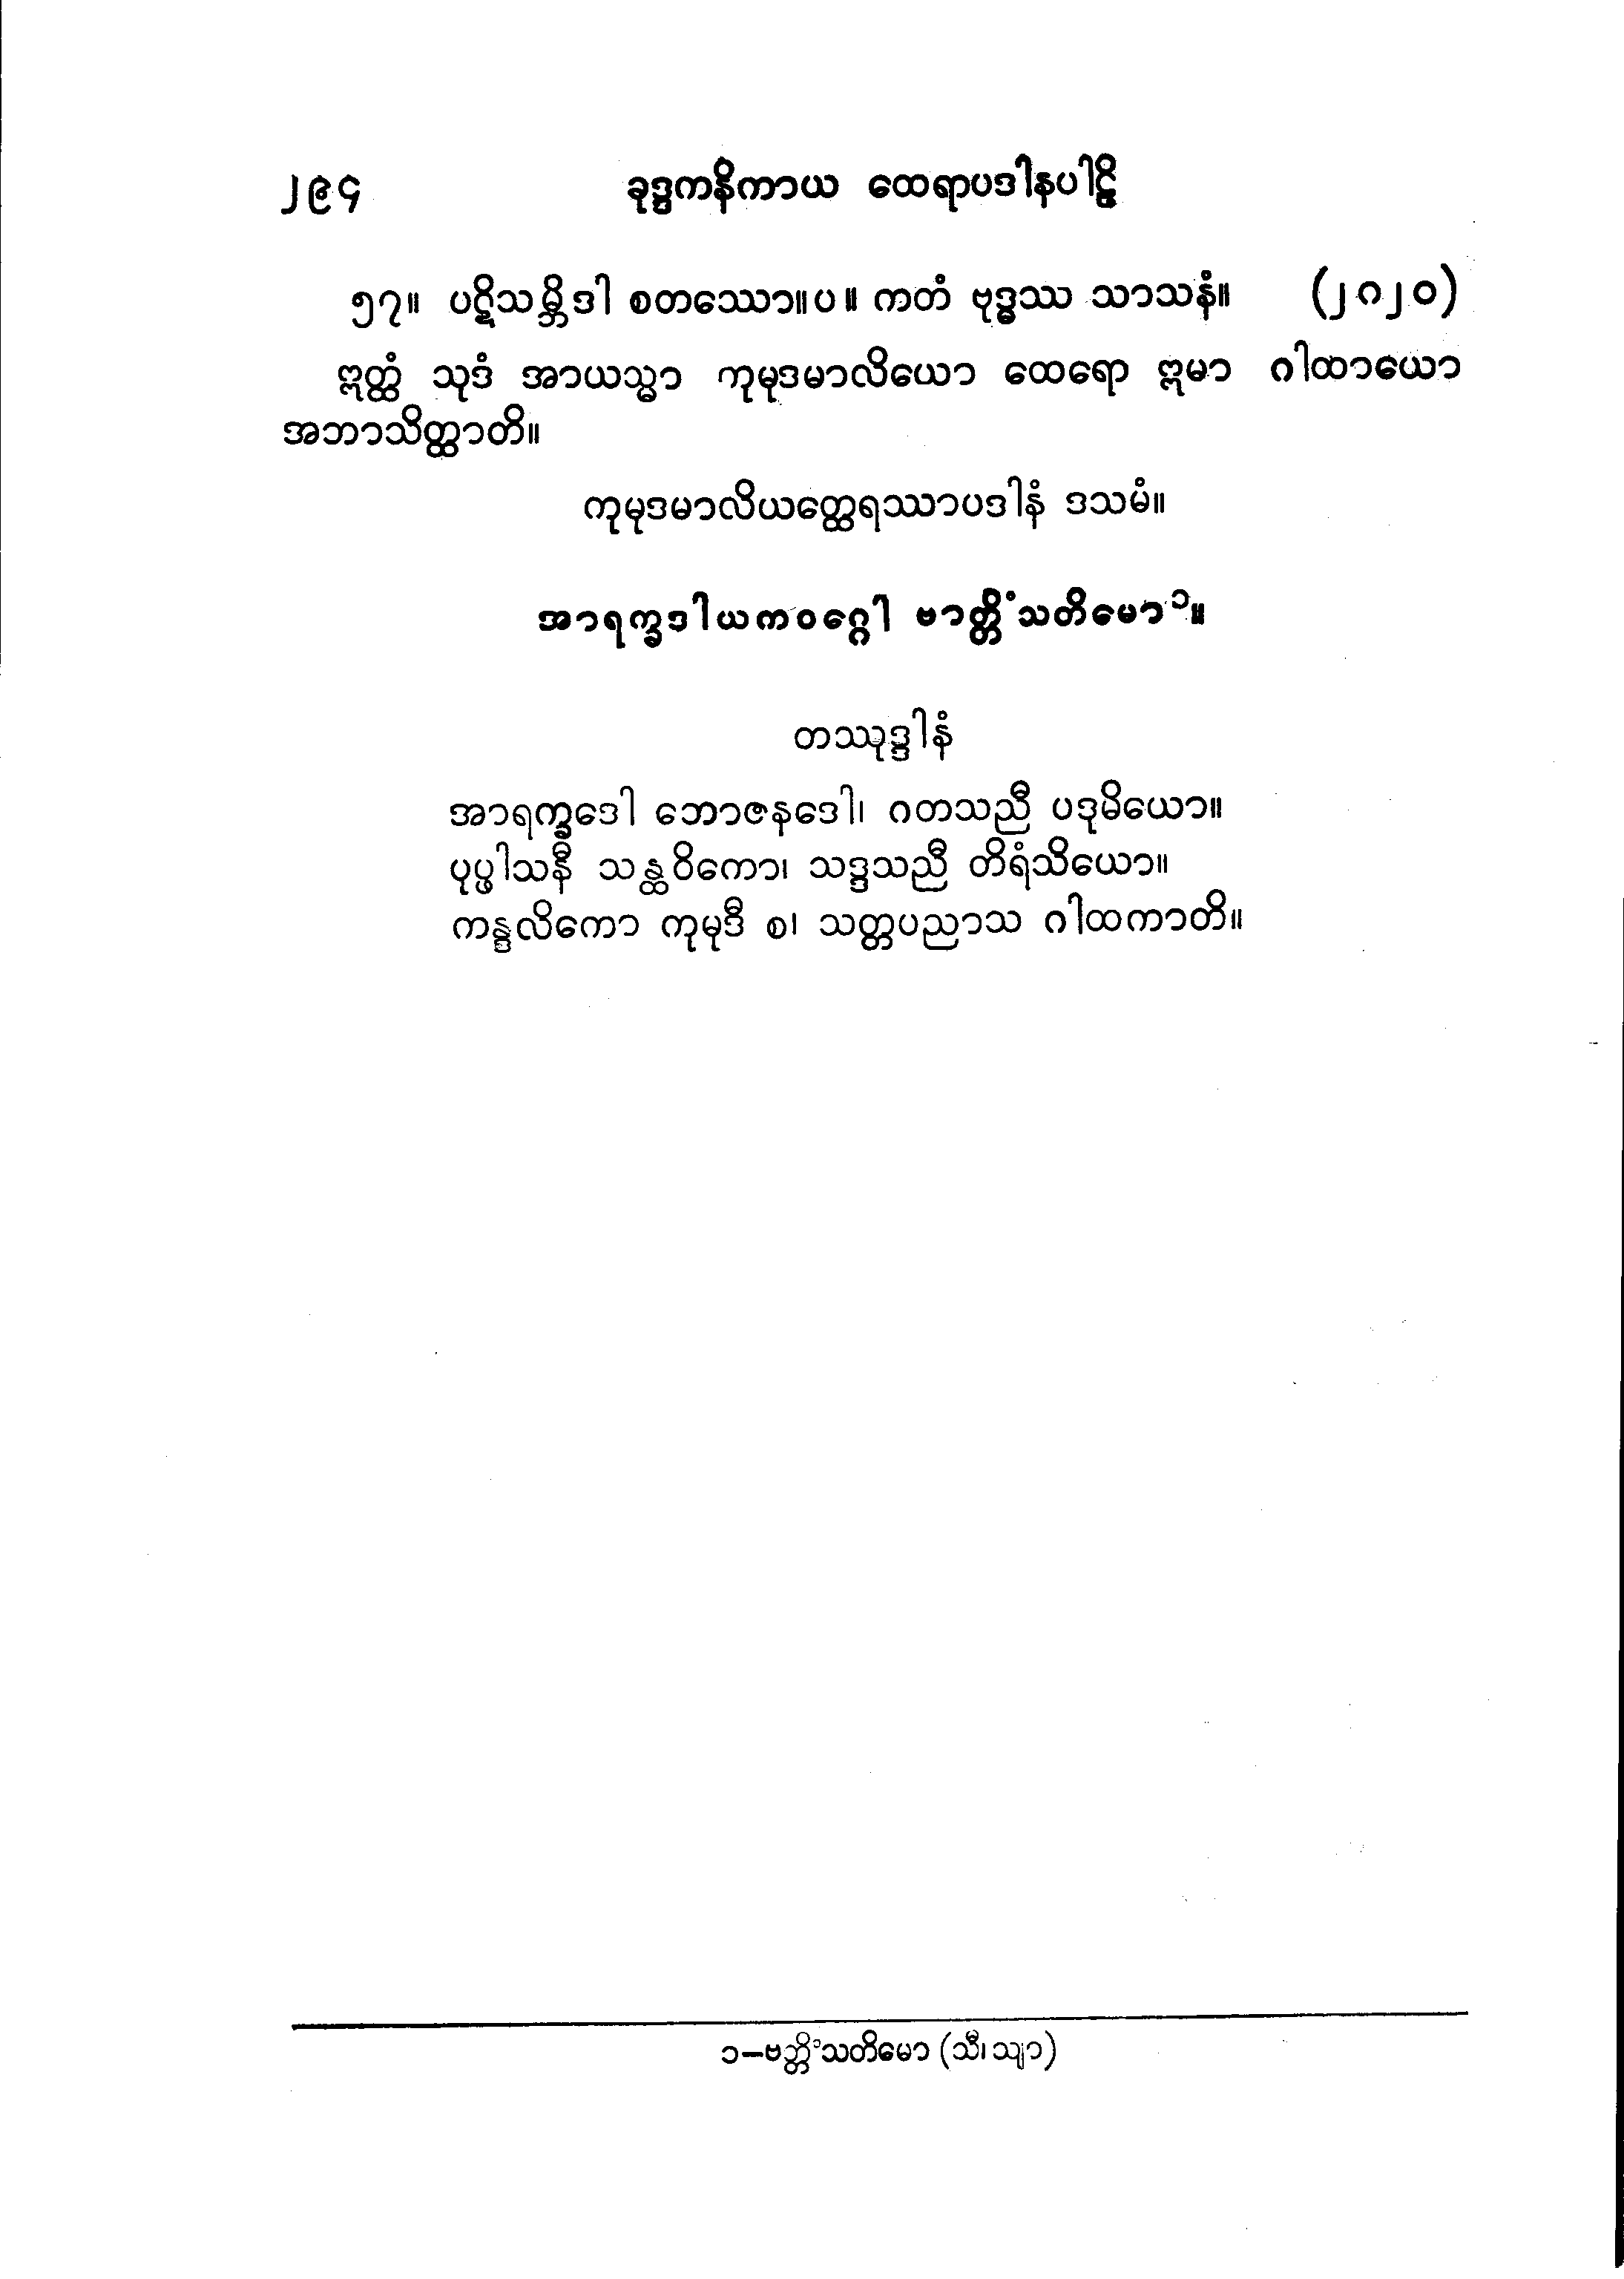 ၂၉၄ ခုဒ္ဒကနိကာယ ထေရာပဒါနပါဠိ
၅၇။ ပဋိသမ္ဘိဒါ စတဿော။ပ။ ကတံ ဗုဒ္ဓဿ သာသနံ။ (၂၈၂၀)
ဣတ္ထံ သုဒံ အာယသ္မာ ကုမုဒမာလိယော ထေရော ဣမာ ဂါထာယော
အဘာသိတ္ထာတိ။
ကုမုဒမာလိယတ္ထေရဿာပဒါနံ ဒသမံ။
အာရက္ခဒါယကဝဂ္ဂေါ ဗာတ္တိံသတိမော၁။
တဿုဒ္ဒါနံ
အာရက္ခဒေါ ဘောဇနဒေါ၊ ဂတသညီ ပဒုမိယော။
ပုပ္ဖါသနီ သန္ထဝိကော၊ သဒ္ဒသညီ တိရံသိယော။
ကန္ဒလိကော ကုမုဒီ စ၊ သတ္တပညာသ ဂါထကာတိ။
၁–ဗတ္တိံသတိမော (သီ၊ သျာ)